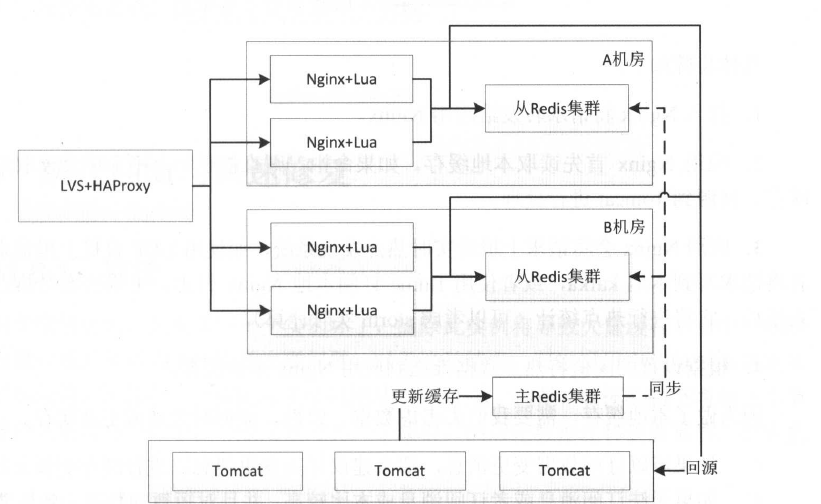 A机房
Nginx+Lua
从Redis集群
Nginx+Lua
LVS+HAProxy
B机房
Nginx+Lua
从Redis集群
Nginx+Lua
更新缓存
主Redis集群
同步
Tomcat
Tomcat
Tomcat
回源